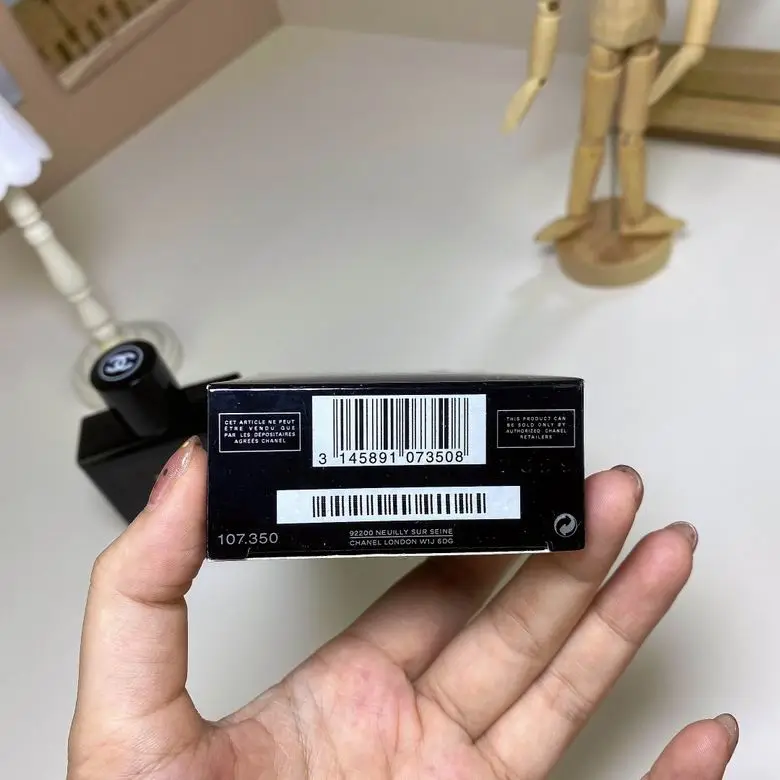 CET ARTICLE NE PEUT
ÊTRE VENDU QUE
PAR LES DÉPOSITAIRES
AGRÉÉS CHANEL
3 145891 073508
THIS PRODUCT CAN
BE SOLD ONLY BY
AUTHORIZED CHANEL
RETAILERS
107.350
92200 NEUILLY SUR SEINE
CHANEL LONDON W1J 6DG